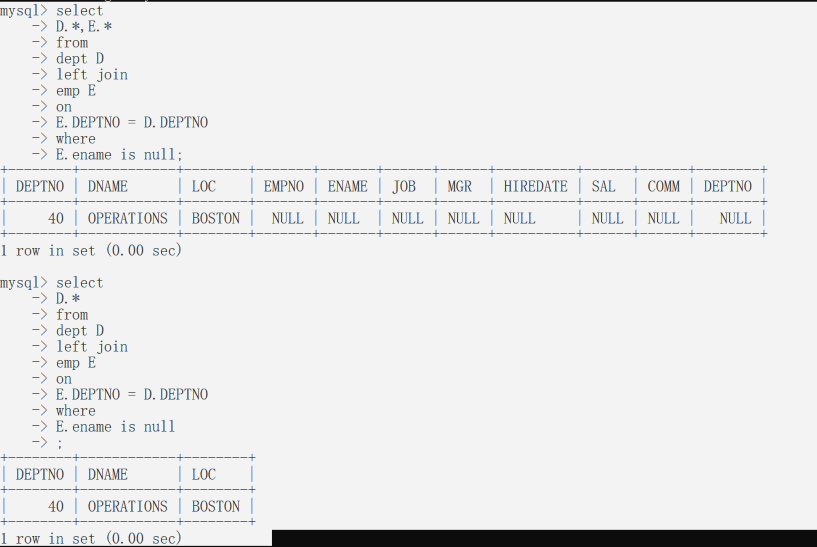 mysql> select
    -> D.*,E.*
    -> from
    -> dept D
    -> left join
    -> emp E
    -> on
    -> E.DEPTNO = D.DEPTNO
    -> where
    -> E.ename is null;
+--------+------------+--------+-------+-------+------+------+----------+------+------+--------+
| DEPTNO | DNAME      | LOC    | EMPNO | ENAME | JOB  | MGR  | HIREDATE | SAL  | COMM | DEPTNO |
+--------+------------+--------+-------+-------+------+------+----------+------+------+--------+
|     40 | OPERATIONS | BOSTON |  NULL | NULL  | NULL | NULL | NULL     | NULL | NULL |   NULL |
+--------+------------+--------+-------+-------+------+------+----------+------+------+--------+
1 row in set (0.00 sec)

mysql> select
    -> D.*
    -> from
    -> dept D
    -> left join
    -> emp E
    -> on
    -> E.DEPTNO = D.DEPTNO
    -> where
    -> E.ename is null
    -> ;
+--------+------------+--------+
| DEPTNO | DNAME      | LOC    |
+--------+------------+--------+
|     40 | OPERATIONS | BOSTON |
+--------+------------+--------+
1 row in set (0.00 sec)